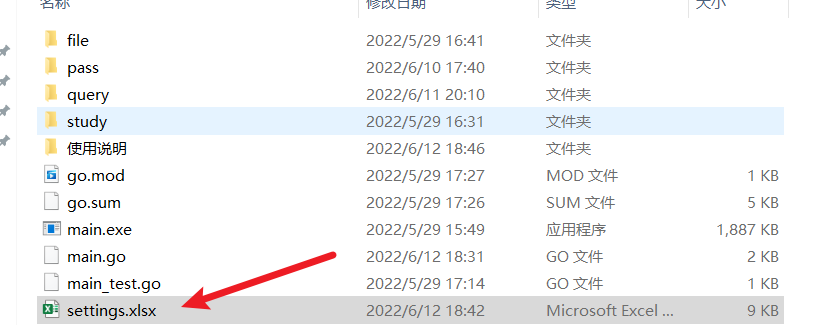 名称 修改日期 类型 大小
file 2022/5/29 16:41 文件夹
pass 2022/6/10 17:40 文件夹
query 2022/6/11 20:10 文件夹
study 2022/5/29 16:31 文件夹
使用说明 2022/6/12 18:46 文件夹
go.mod 2022/5/29 17:27 MOD 文件 1 KB
go.sum 2022/5/29 17:26 SUM 文件 5 KB
main.exe 2022/5/29 15:49 应用程序 1,887 KB
main.go 2022/6/12 18:31 GO 文件 2 KB
main_test.go 2022/5/29 17:14 GO 文件 1 KB
settings.xlsx 2022/6/12 18:42 Microsoft Excel ... 9 KB